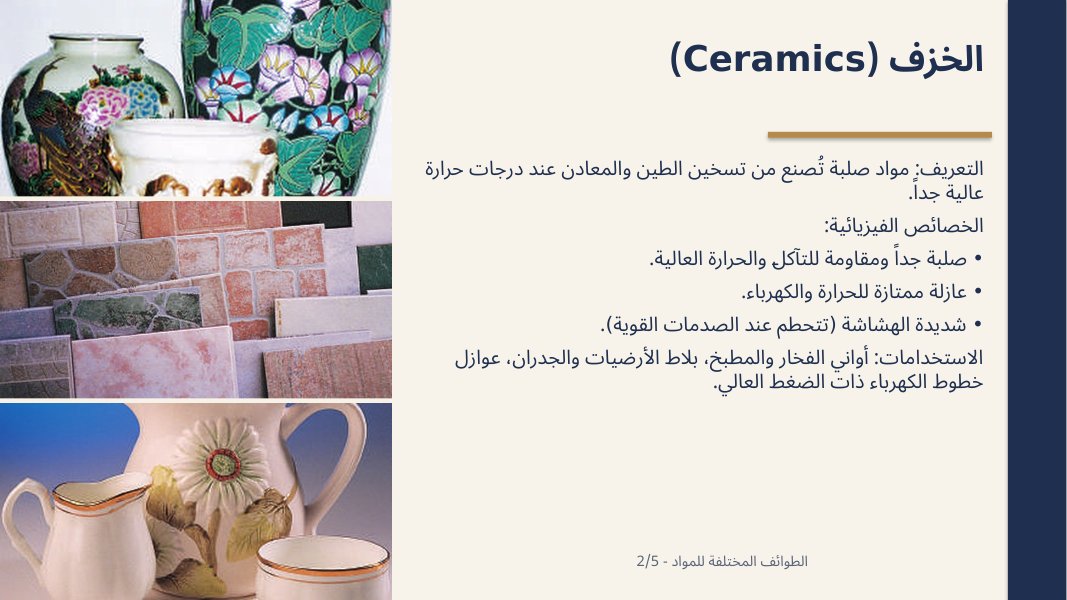 الخزف (Ceramics)
التعريف: مواد صلبة تُصنع من تسخين الطين والمعادن عند درجات حرارة
عالية جداً.
الخصائص الفيزيائية:
• صلبة جداً ومقاومة للتآكل والحرارة العالية.
• عازلة ممتازة للحرارة والكهرباء.
• شديدة الهشاشة (تتحطم عند الصدمات القوية).
الاستخدامات: أواني الفخار والمطبخ، بلاط الأرضيات والجدران، عوازل
خطوط الكهرباء ذات الضغط العالي.
الطوائف المختلفة للمواد - 2/5